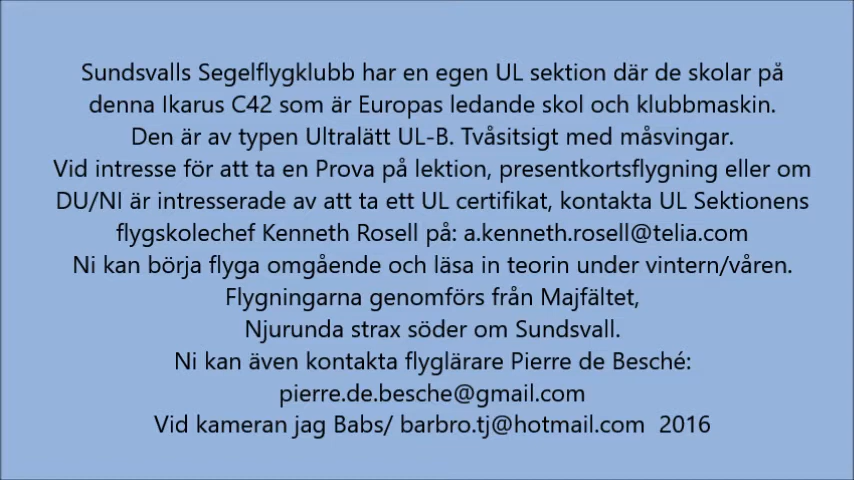 Sundsvalls Segelflygklubb har en egen UL sektion där de skolar på
denna Ikarus C42 som är Europas ledande skol och klubbmaskin.
Den är av typen Ultralätt UL-B. Tvåsitsigt med måsvingar.
Vid intresse för att ta en Prova på lektion, presentkortsflygning eller om
DU/NI är intresserade av att ta ett UL certifikat, kontakta UL Sektionens
flygskolechef Kenneth Rosell på: a.kenneth.rosell@telia.com
Ni kan börja flyga omgående och läsa in teorin under vintern/våren.
Flygningarna genomförs från Majfältet,
Njurunda strax söder om Sundsvall.
Ni kan även kontakta flyglärare Pierre de Besché:
pierre.de.besche@gmail.com
Vid kameran jag Babs/ barbro.tj@hotmail.com  2016